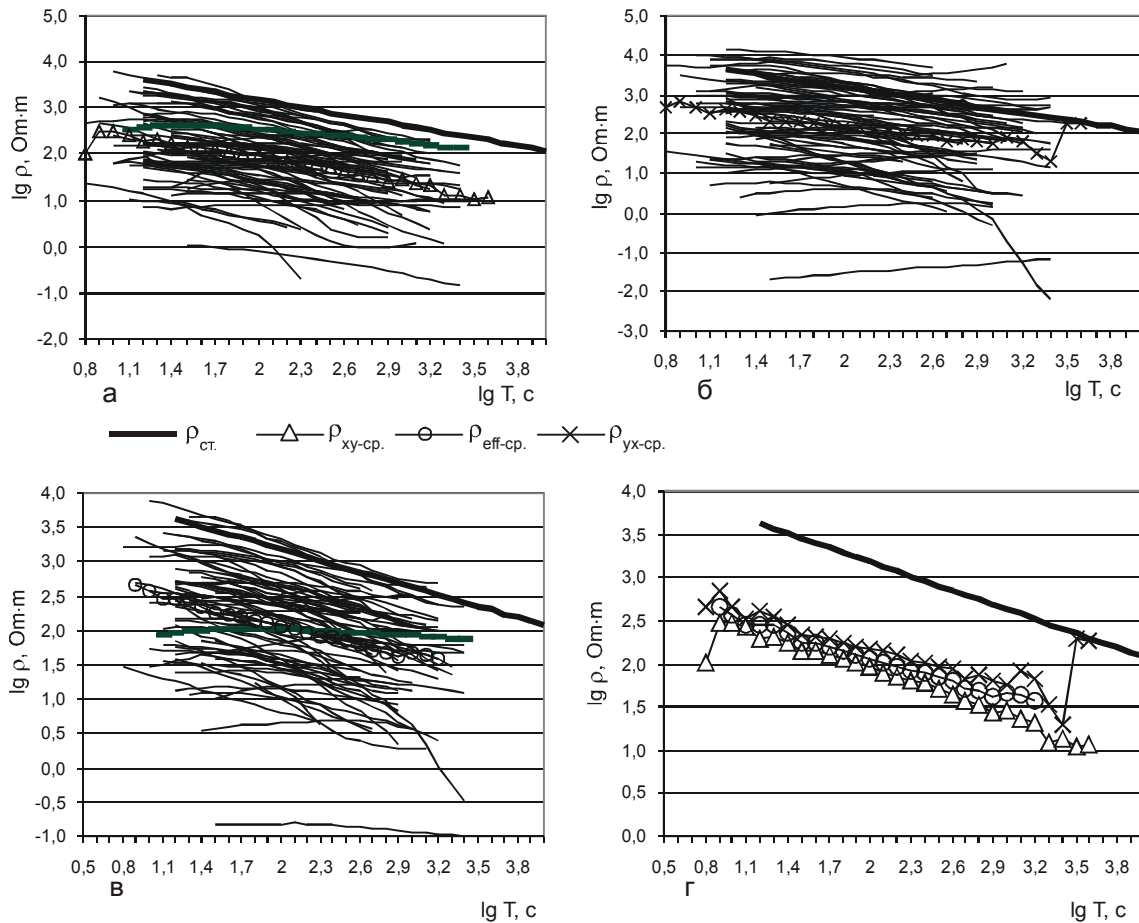 5,0
4,0
3,0
2,0
1,0
0,0
-1,0
-2,0
lg ρ, Om·m
0,8 1,1 1,4 1,7 2 2,3 2,6 2,9 3,2 3,5 3,8
lg T, c
а
5,0
4,0
3,0
2,0
1,0
0,0
-1,0
-2,0
-3,0
lg ρ, Om·m
0,8 1,1 1,4 1,7 2 2,3 2,6 2,9 3,2 3,5 3,8
lg T, c
б
ρст. ρxy-ср. ρeff-ср. ρyx-ср.
4,0
3,5
3,0
2,5
2,0
1,5
1,0
0,5
0,0
-0,5
-1,0
lg ρ, Om·m
0,5 0,8 1,1 1,4 1,7 2 2,3 2,6 2,9 3,2 3,5 3,8
в
lg T, c
4,0
3,5
3,0
2,5
2,0
1,5
1,0
0,5
0,0
lg ρ, Om·m
0,5 0,8 1,1 1,4 1,7 2 2,3 2,6 2,9 3,2 3,5 3,8
г
lg T, c